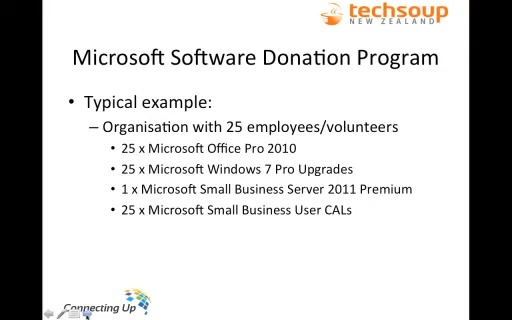 techsoup
NEW ZEALAND
Microsoft Software Donation Program
• Typical example:
– Organisation with 25 employees/volunteers
• 25 x Microsoft Office Pro 2010
• 25 x Microsoft Windows 7 Pro Upgrades
• 1 x Microsoft Small Business Server 2011 Premium
• 25 x Microsoft Small Business User CALs
Connecting Up